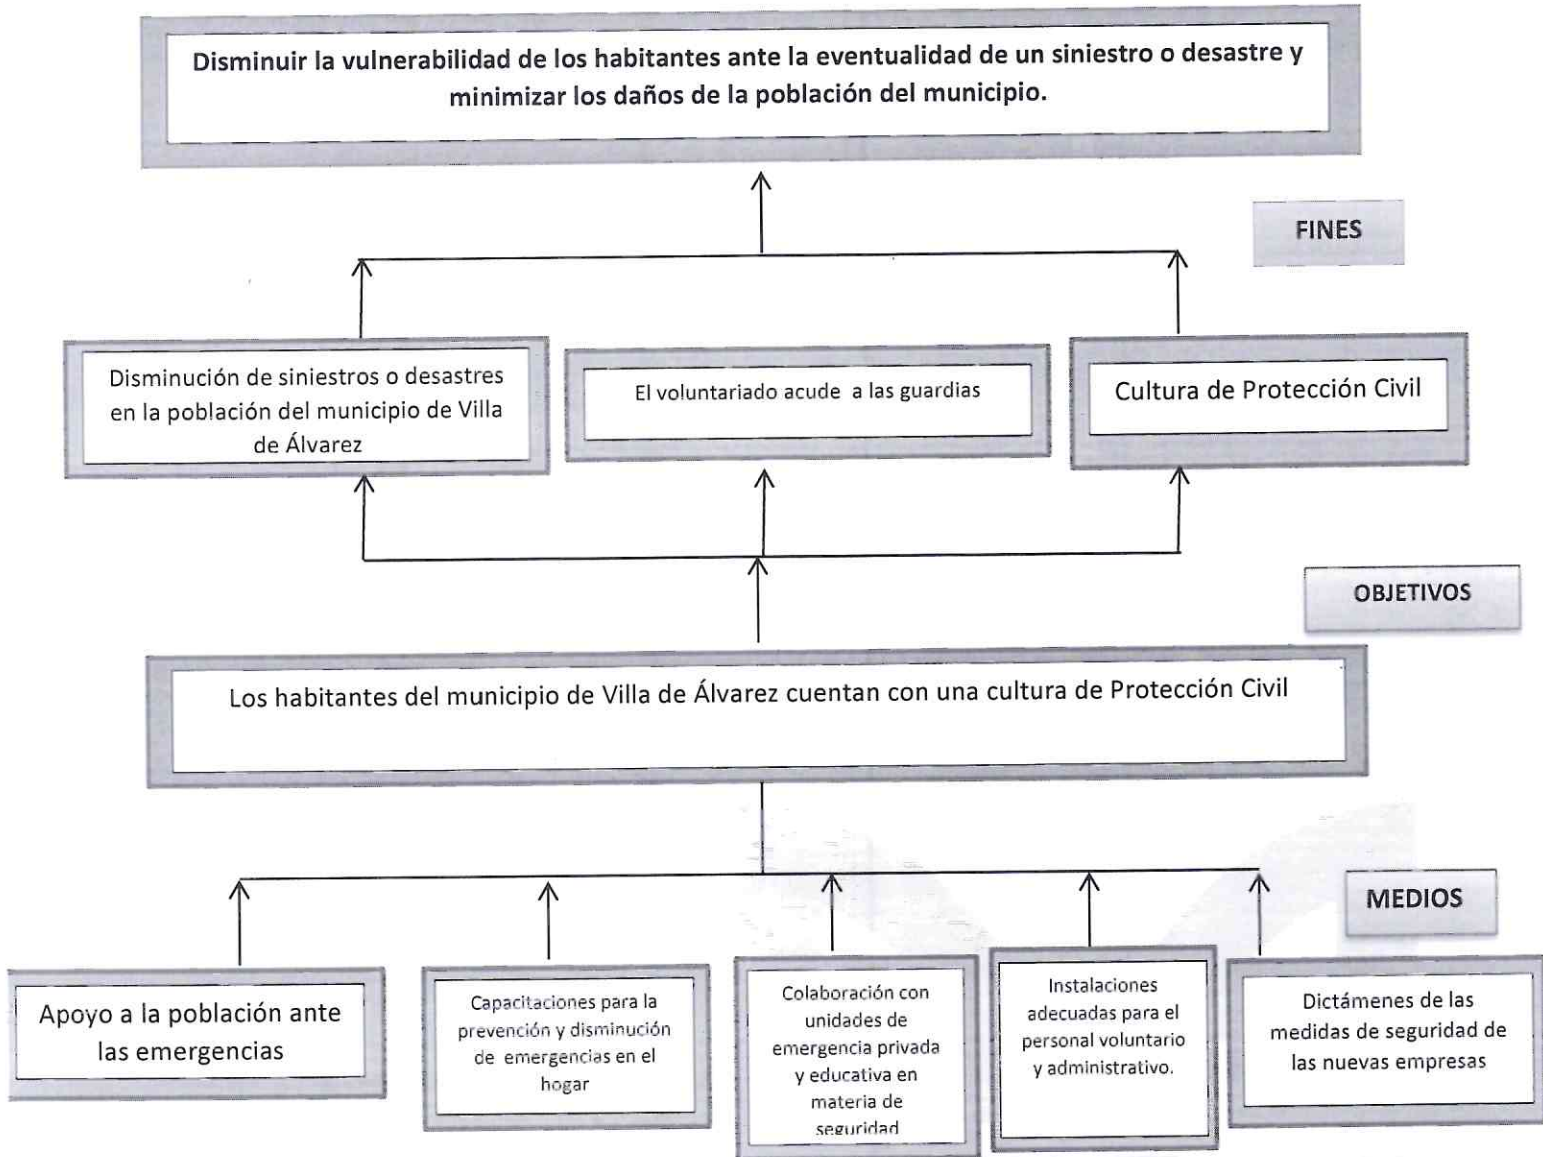 Disminuir la vulnerabilidad de los habitantes ante la eventualidad de un siniestro o desastre y
minimizar los daños de la población del municipio.
FINES
Disminución de siniestros o desastres
en la población del municipio de Villa
de Álvarez
El voluntariado acude a las guardias
Cultura de Protección Civil
OBJETIVOS
Los habitantes del municipio de Villa de Álvarez cuentan con una cultura de Protección Civil
MEDIOS
Apoyo a la población ante
las emergencias
Capacitaciones para la
prevención y disminución
de emergencias en el
hogar
Colaboración con
unidades de
emergencia privada
y educativa en
materia de
seguridad
Instalaciones
adecuadas para el
personal voluntario
y administrativo.
Dictámenes de las
medidas de seguridad de
las nuevas empresas